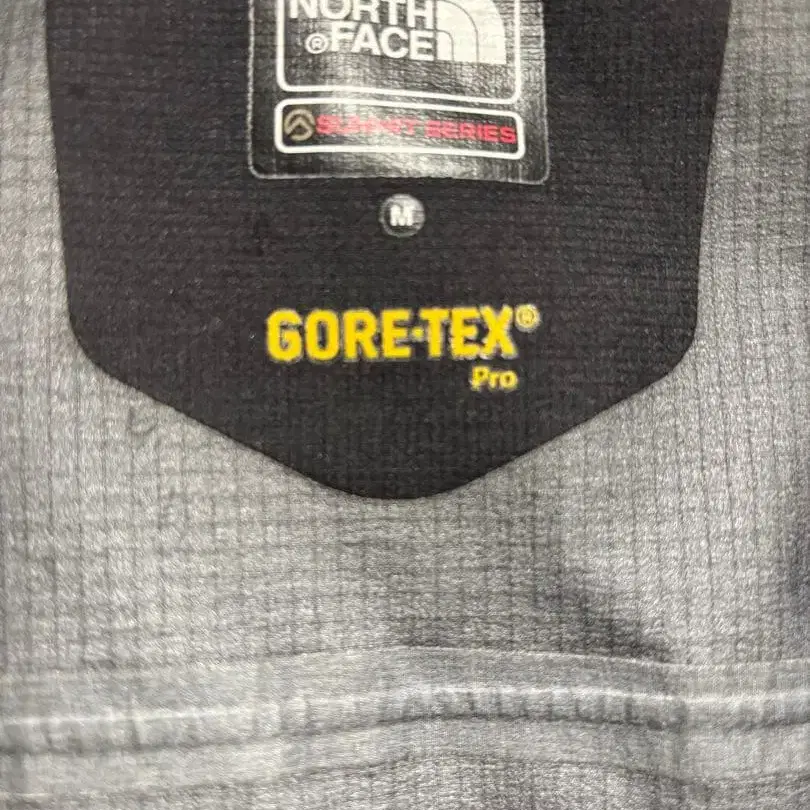 NORTH
®FACE
SUMMIT SERIES
M
GORE-TEX®
Pro